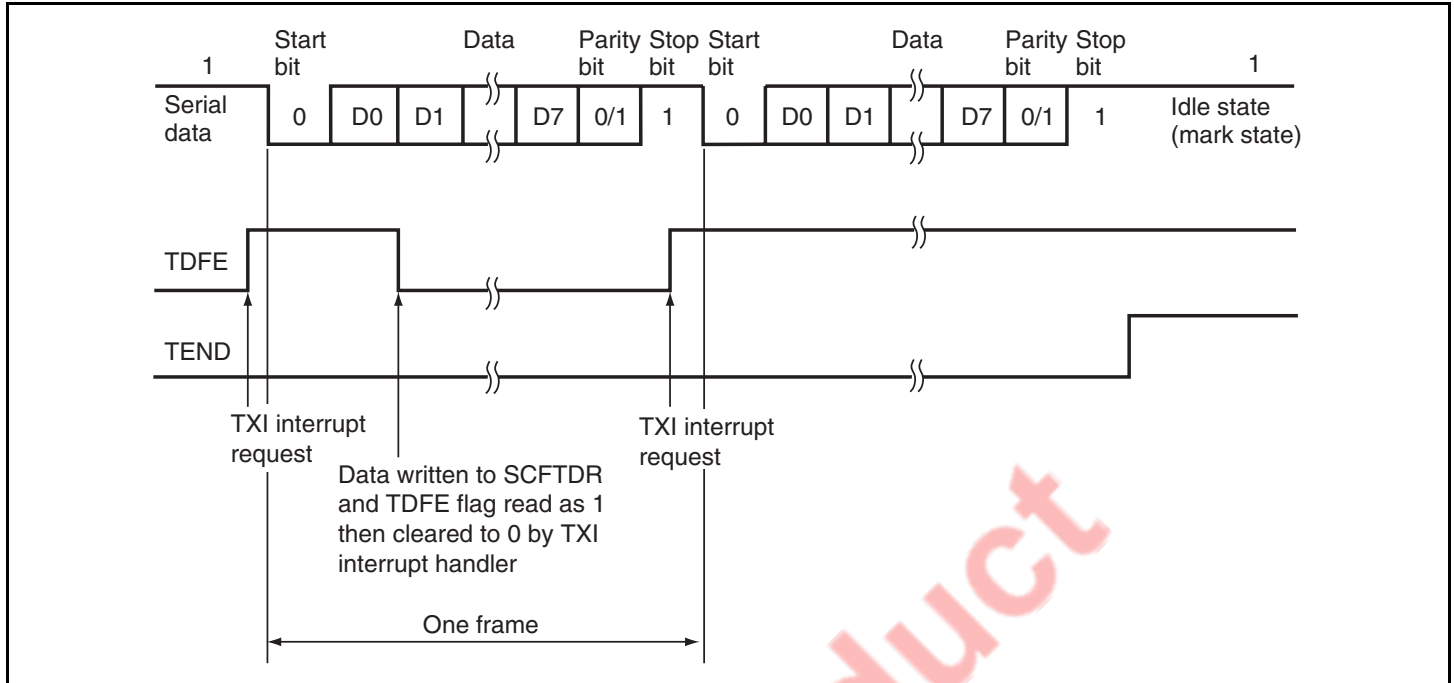 Start bit
Data
Parity bit
Stop bit
Start bit
Data
Parity bit
Stop bit
1
1
Serial data
0
D0
D1
D7
0/1
1
0
D0
D1
D7
0/1
1
Idle state
(mark state)
TDFE
TEND
TXI interrupt
request
Data written to SCFTDR
and TDFE flag read as 1
then cleared to 0 by TXI
interrupt handler
TXI interrupt
request
One frame
duct